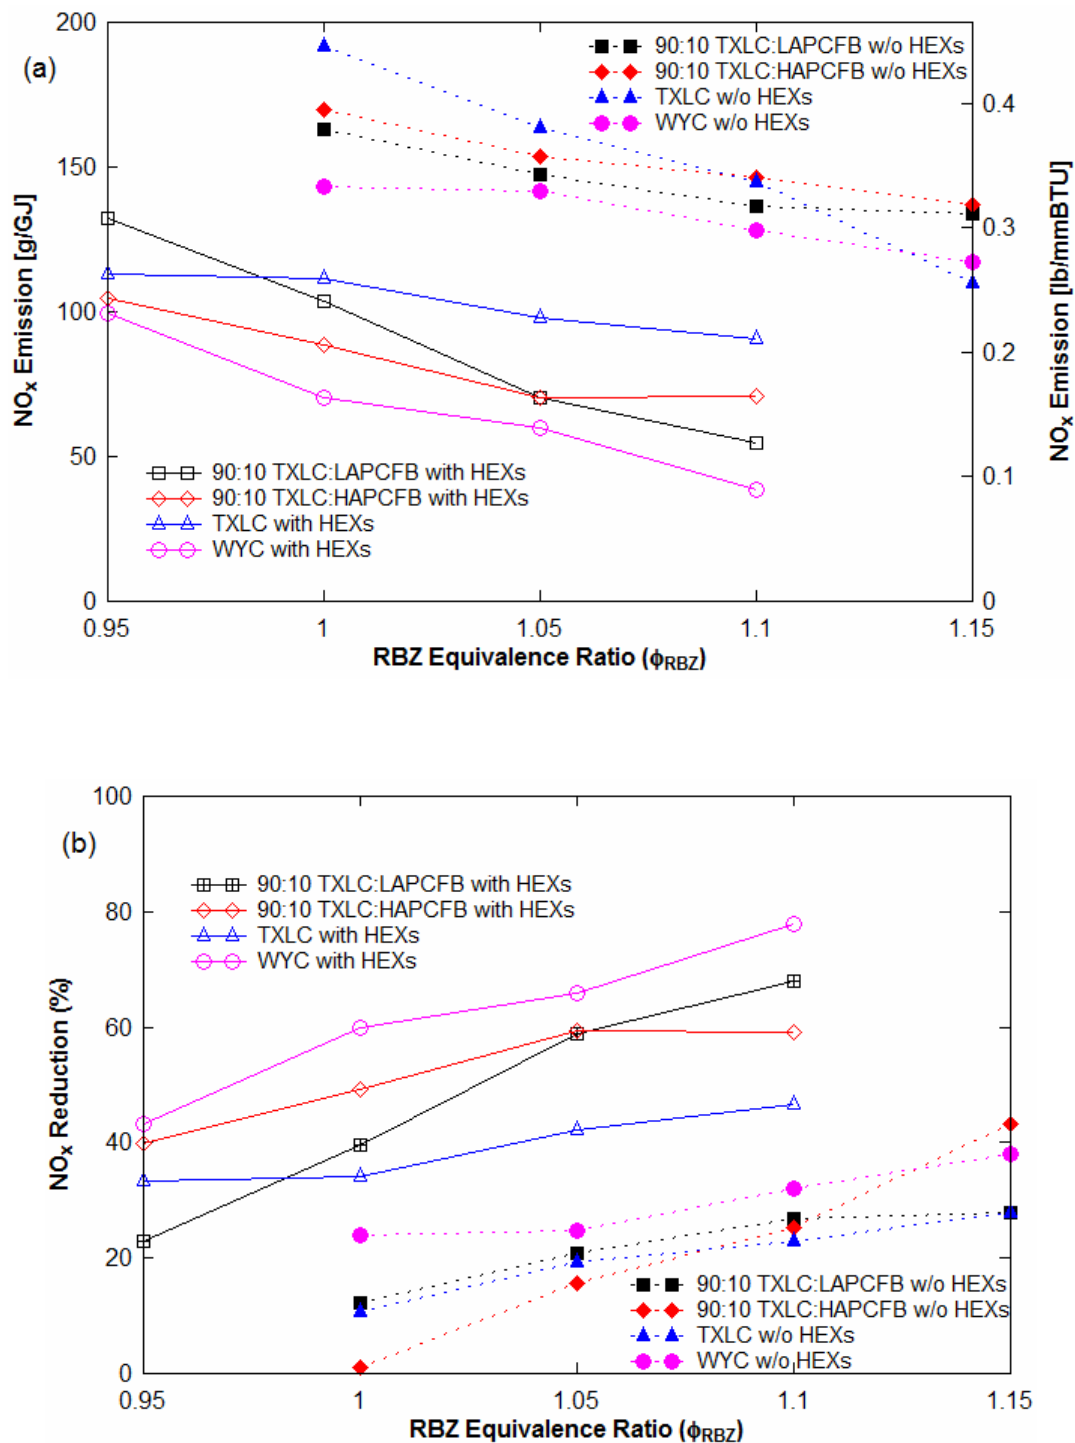 (a)
200
150
100
50
0
NOx Emission [g/GJ]
90:10 TXLC:LAPCFB w/o HEXs
90:10 TXLC:HAPCFB w/o HEXs
TXLC w/o HEXs
WYC w/o HEXs
90:10 TXLC:LAPCFB with HEXs
90:10 TXLC:HAPCFB with HEXs
TXLC with HEXs
WYC with HEXs
0.4
0.3
0.2
0.1
0
NOx Emission [lb/mmBTU]
0.95 1 1.05 1.1 1.15
RBZ Equivalence Ratio (ϕRBZ)
(b)
100
80
60
40
20
0
NOx Reduction (%)
90:10 TXLC:LAPCFB with HEXs
90:10 TXLC:HAPCFB with HEXs
TXLC with HEXs
WYC with HEXs
90:10 TXLC:LAPCFB w/o HEXs
90:10 TXLC:HAPCFB w/o HEXs
TXLC w/o HEXs
WYC w/o HEXs
0.95 1 1.05 1.1 1.15
RBZ Equivalence Ratio (ϕRBZ)